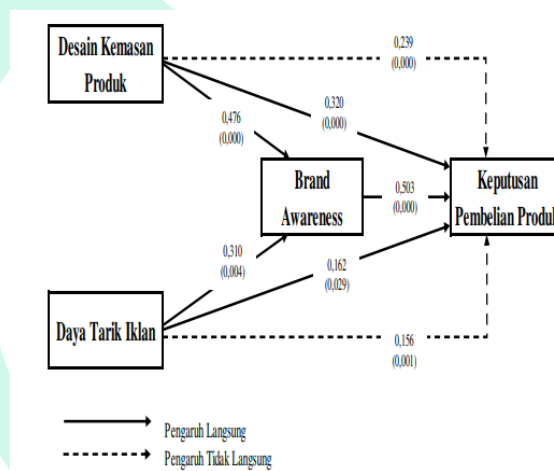 Desain Kemasan
Produk
0,239
(0,000)
0,320
(0,000)
0,476
(0,000)
Brand
Awareness
0,503
(0,000)
Keputusan
Pembelian Produk
0,310
(0,004)
0,162
(0,029)
Daya Tarik Iklan
0,156
(0,001)
Pengaruh Langsung
Pengaruh Tidak Langsung